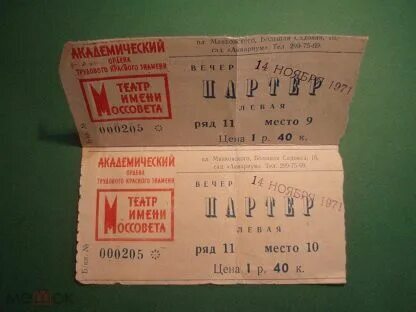 АКАДЕМИЧЕСКИЙ
ОРДЕНА
ТРУДОВОГО КРАСНОГО ЗНАМЕНИ
М ТЕАТР
ИМЕНИ
МОССОВЕТА
000205
пл. Маяковского, Большая Садовая, 16,
сад «Аквариум» Тел. 299-75-69.
ВЕЧЕР
14 НОЯБРЯ 1971
ПАРТЕР
ЛЕВАЯ
ряд 11 место 9
Цена 1 р. 40 к.
АКАДЕМИЧЕСКИЙ
ОРДЕНА
ТРУДОВОГО КРАСНОГО ЗНАМЕНИ
М ТЕАТР
ИМЕНИ
МОССОВЕТА
Бл. №
000205
пл. Маяковского, Большая Садовая, 16,
сад «Аквариум» Тел. 299-75-69.
ВЕЧЕР
14 НОЯБРЯ 1971
ПАРТЕР
ЛЕВАЯ
ряд 11 место 10
Цена 1 р. 40 к.
мешок